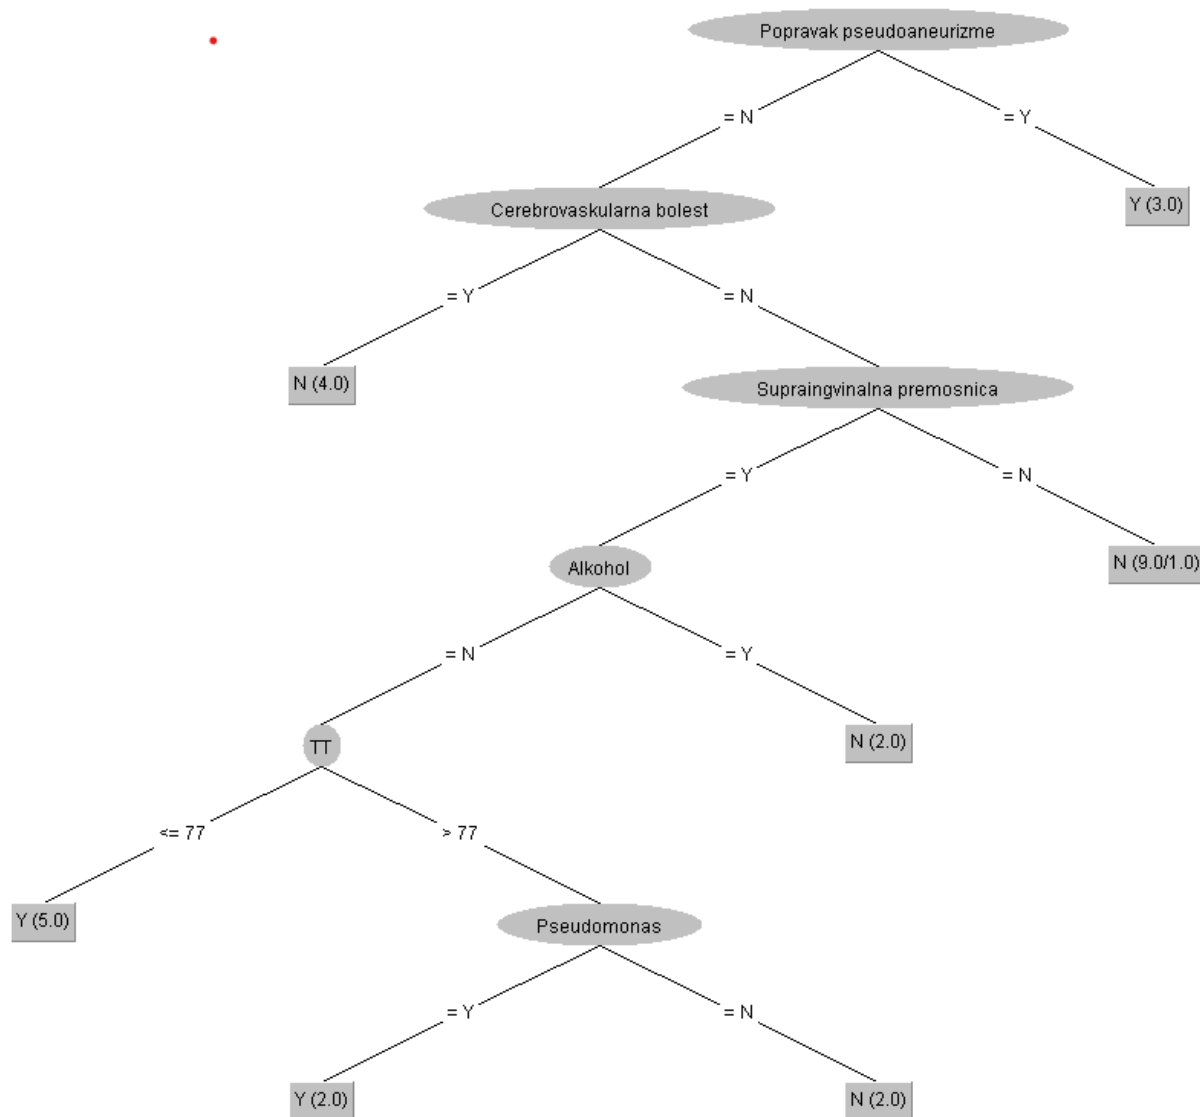 Popravak pseudoaneurizme
= N
= Y
Cerebrovaskularna bolest
Y (3.0)
= Y
= N
N (4.0)
Supraingvinalna premosnica
= Y
= N
Alkohol
N (9.0/1.0)
= N
= Y
TT
N (2.0)
<= 77
> 77
Y (5.0)
Pseudomonas
= Y
= N
Y (2.0)
N (2.0)